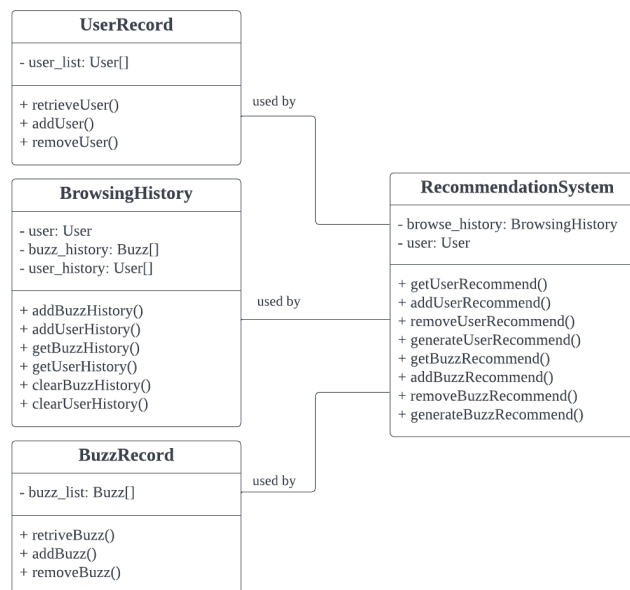 UserRecord
- user_list: User[]
+ retrieveUser()
+ addUser()
+ removeUser()
used by
BrowsingHistory
- user: User
- buzz_history: Buzz[]
- user_history: User[]
+ addBuzzHistory()
+ addUserHistory()
+ getBuzzHistory()
+ getUserHistory()
+ clearBuzzHistory()
+ clearUserHistory()
used by
BuzzRecord
- buzz_list: Buzz[]
+ retriveBuzz()
+ addBuzz()
+ removeBuzz()
used by
RecommendationSystem
- browse_history: BrowsingHistory
- user: User
+ getUserRecommend()
+ addUserRecommend()
+ removeUserRecommend()
+ generateUserRecommend()
+ getBuzzRecommend()
+ addBuzzRecommend()
+ removeBuzzRecommend()
+ generateBuzzRecommend()